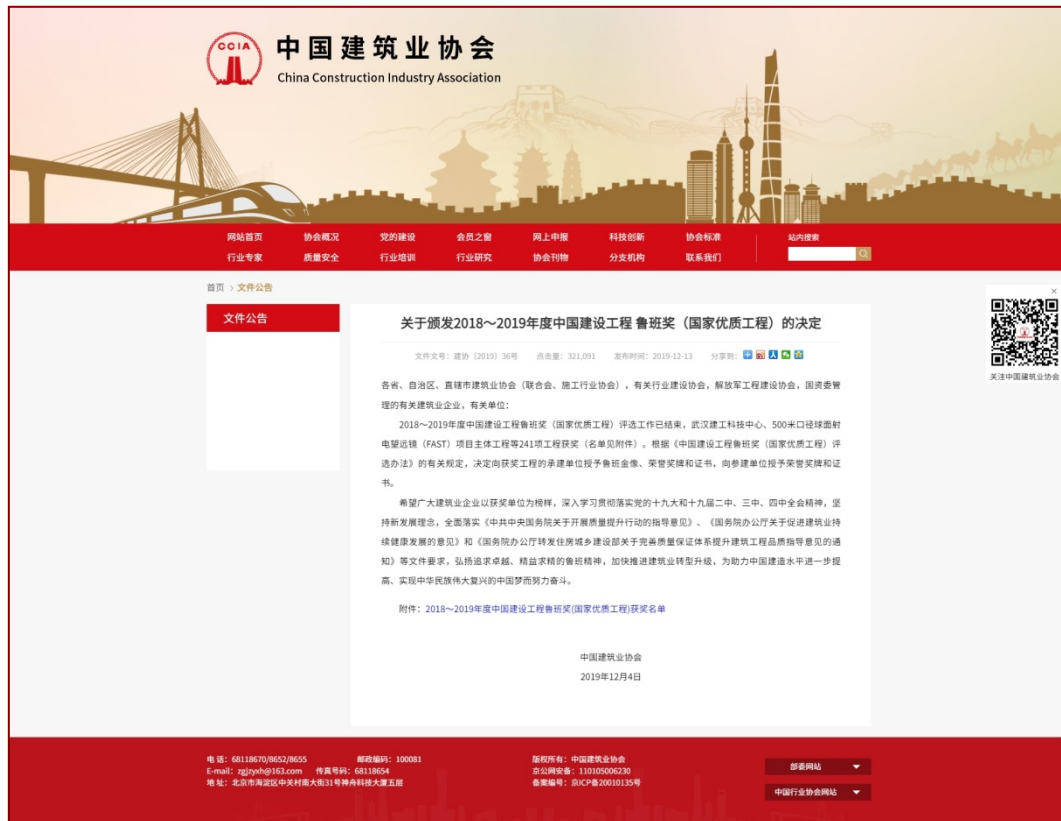 CCIA
中国建筑业协会
China Construction Industry Association
网站首页 协会概况 党的建设 会员之窗 网上申报 科技创新 协会标准 站内搜索
行业专家 质量安全 行业培训 行业研究 协会刊物 分支机构 联系我们
首页 > 文件公告
文件公告
关于颁发2018～2019年度中国建设工程 鲁班奖（国家优质工程）的决定
文件文号：建协〔2019〕36号 点击量：321,091 发布时间：2019-12-13 分享到：
各省、自治区、直辖市建筑业协会（联合会、施工行业协会），有关行业建设协会，解放军工程建设协会，国资委管
理的有关建筑业企业，有关单位：
2018～2019年度中国建设工程鲁班奖（国家优质工程）评选工作已结束，武汉建工科技中心、500米口径球面射
电望远镜（FAST）项目主体工程等241项工程获奖（名单见附件）。根据《中国建设工程鲁班奖（国家优质工程）评
选办法》的有关规定，决定向获奖工程的承建单位授予鲁班金像、荣誉奖牌和证书，向参建单位授予荣誉奖牌和证
书。
希望广大建筑业企业以获奖单位为榜样，深入学习贯彻落实党的十九大和十九届二中、三中、四中全会精神，坚
持新发展理念，全面落实《中共中央国务院关于开展质量提升行动的指导意见》、《国务院办公厅关于促进建筑业持
续健康发展的意见》和《国务院办公厅转发住房城乡建设部关于完善质量保证体系提升建筑工程品质指导意见的通
知》等文件要求，弘扬追求卓越、精益求精的鲁班精神，加快推进建筑业转型升级，为助力中国建造水平进一步提
高、实现中华民族伟大复兴的中国梦而努力奋斗。
附件：2018～2019年度中国建设工程鲁班奖(国家优质工程)获奖名单
中国建筑业协会
2019年12月4日
关注中国建筑业协会
电 话：68118670/8652/8655 邮政编码：100081
E-mail：zgjzyxh@163.com 传真号码：68118654
地 址：北京市海淀区中关村南大街31号神舟科技大厦五层
版权所有：中国建筑业协会
京公网安备：110105006230
备案编号：京ICP备20010135号
部委网站
中国行业协会网站